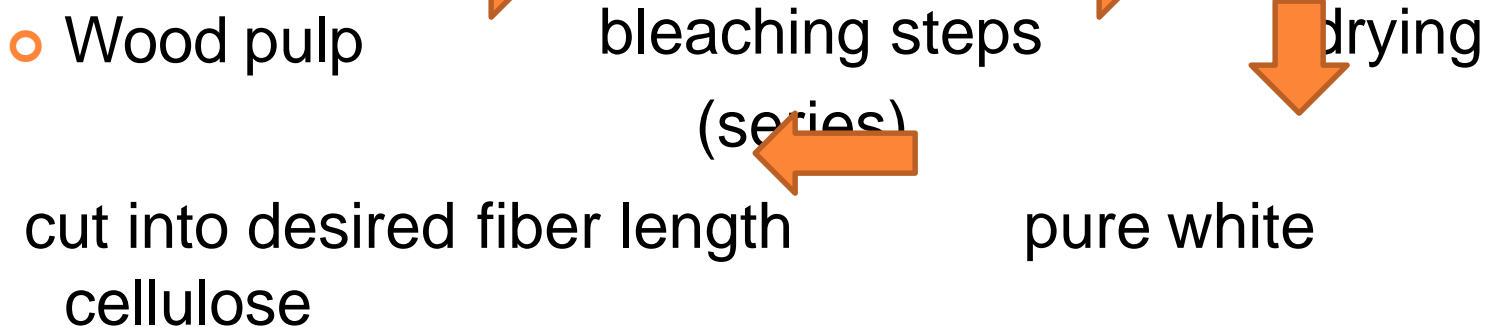 Wood pulp bleaching steps drying
(series)
cut into desired fiber length pure white
cellulose